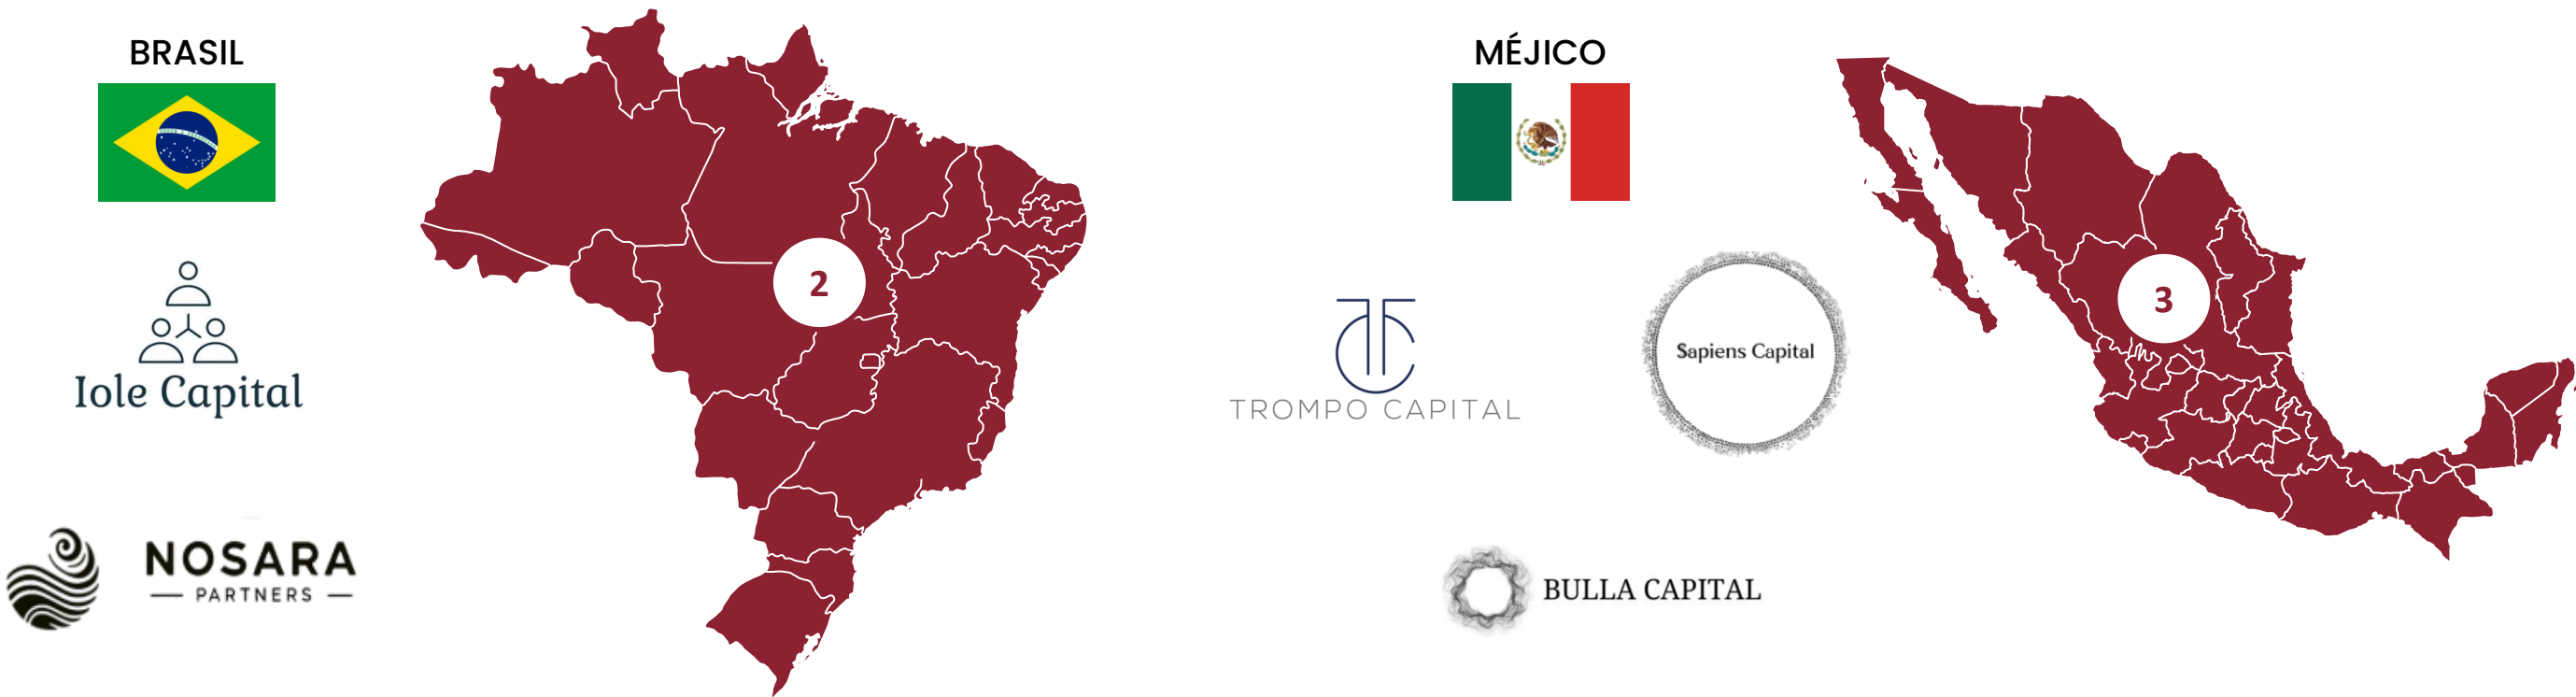 BRASIL
Iole Capital
NOSARA
PARTNERS
2
MÉJICO
TROMPO CAPITAL
Sapiens Capital
BULLA CAPITAL
3